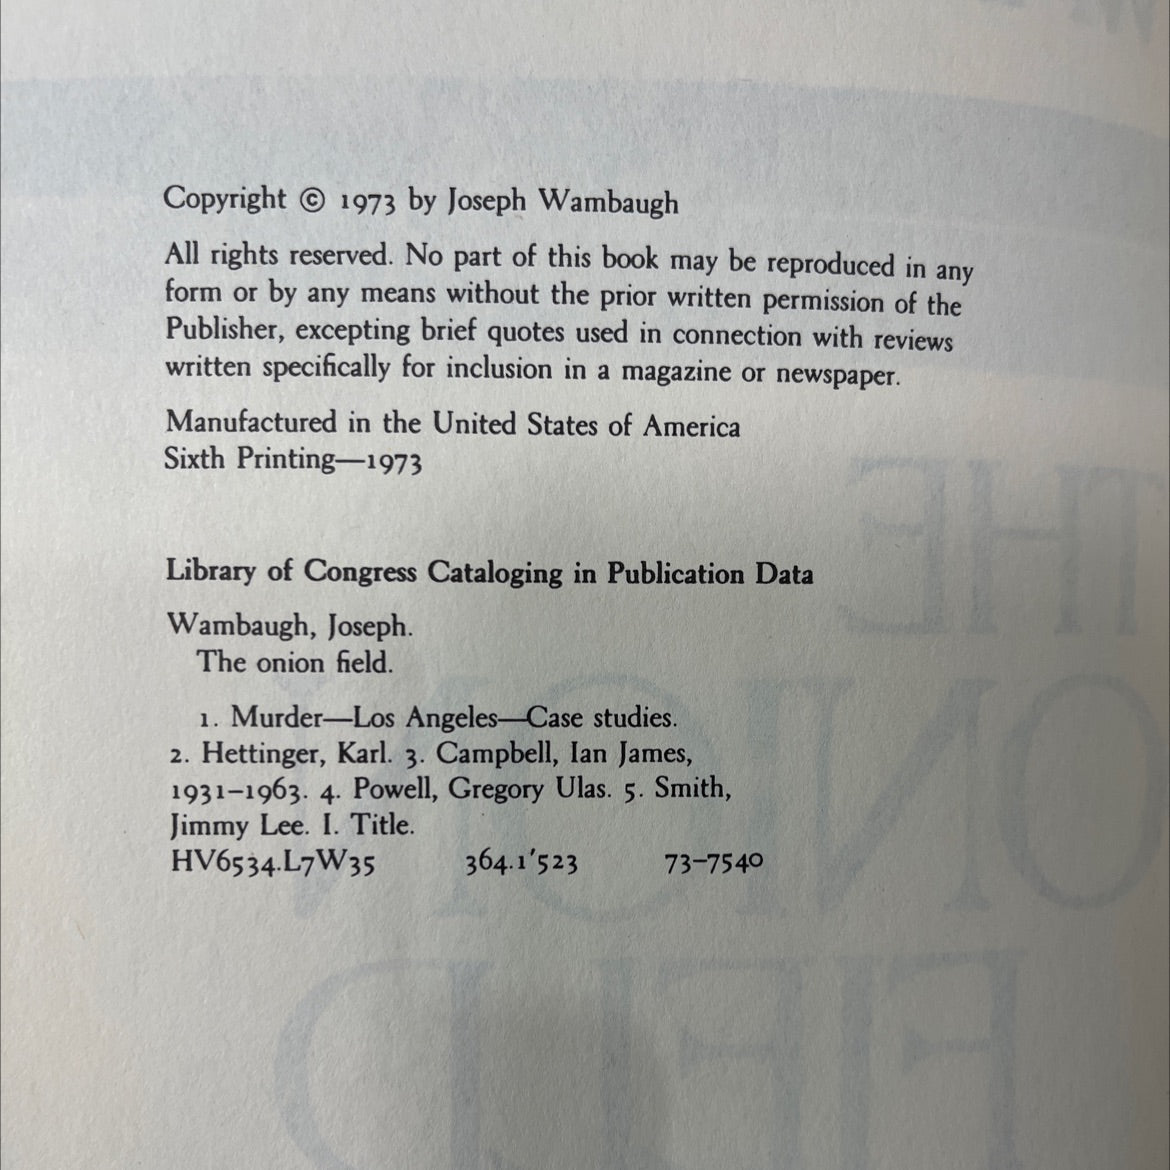 Copyright © 1973 by Joseph Wambaugh
All rights reserved. No part of this book may be reproduced in any
form or by any means without the prior written permission of the
Publisher, excepting brief quotes used in connection with reviews
written specifically for inclusion in a magazine or newspaper.
Manufactured in the United States of America
Sixth Printing—1973
Library of Congress Cataloging in Publication Data
Wambaugh, Joseph.
The onion field.
1. Murder—Los Angeles—Case studies.
2. Hettinger, Karl. 3. Campbell, Ian James,
1931–1963. 4. Powell, Gregory Ulas. 5. Smith,
Jimmy Lee. I. Title.
HV6534.L7W35 364.1'523 73–7540
THE
ONION
FIELD